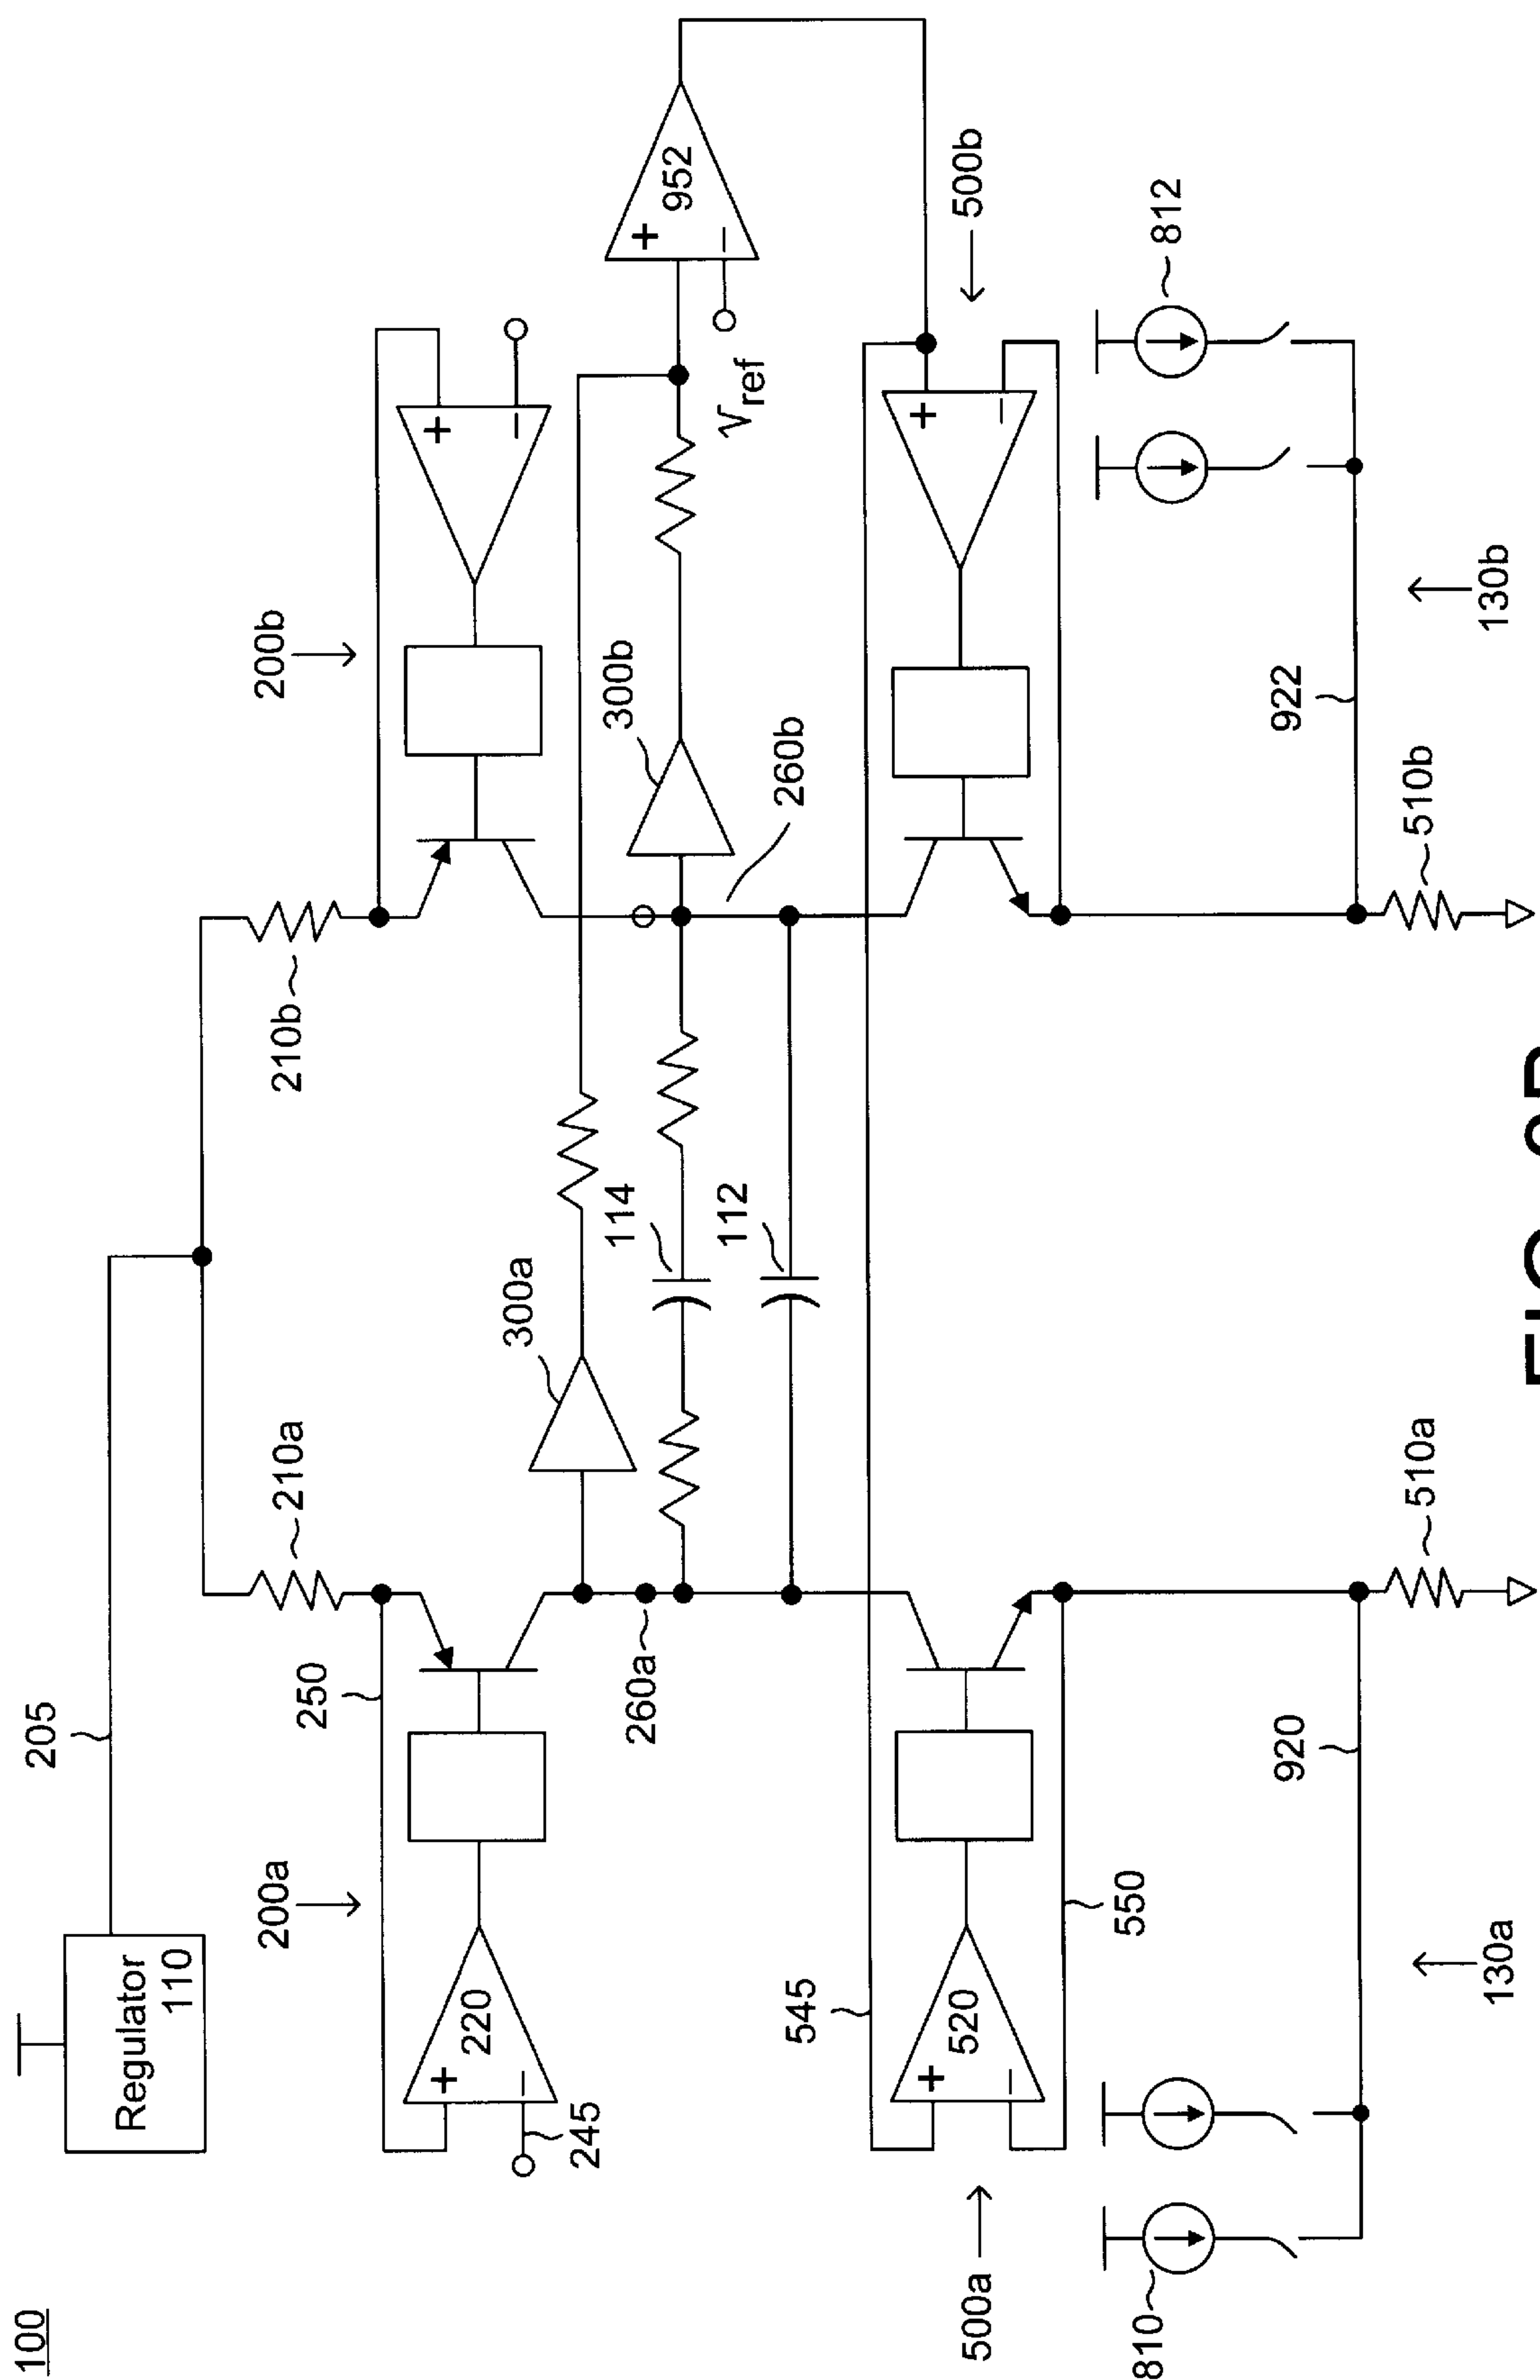 100
205
Regulator
110
200a
200b
210a
210b
250
+
+
220
−
−
300a
245
114
300b
260a
+
952
−
112
Vref
260b
545
+
+
520
−
−
500a
500b
550
810
812
920
922
510a
510b
130a
130b